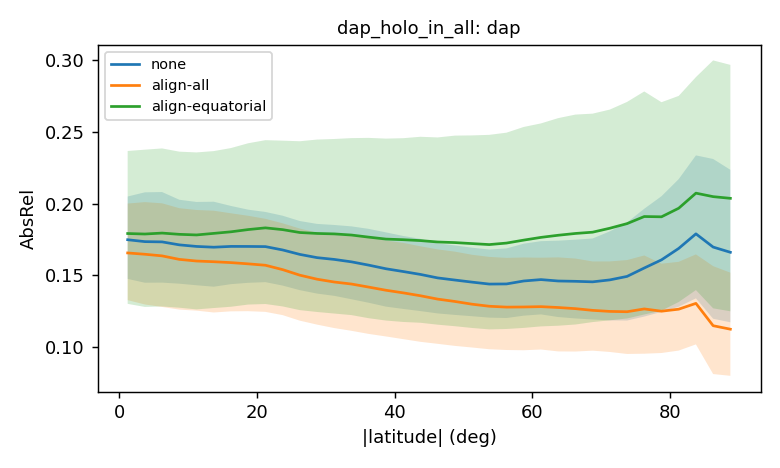 dap_holo_in_all: dap
none
align-all
align-equatorial
AbsRel
0.30
0.25
0.20
0.15
0.10
0 20 40 60 80
|latitude| (deg)